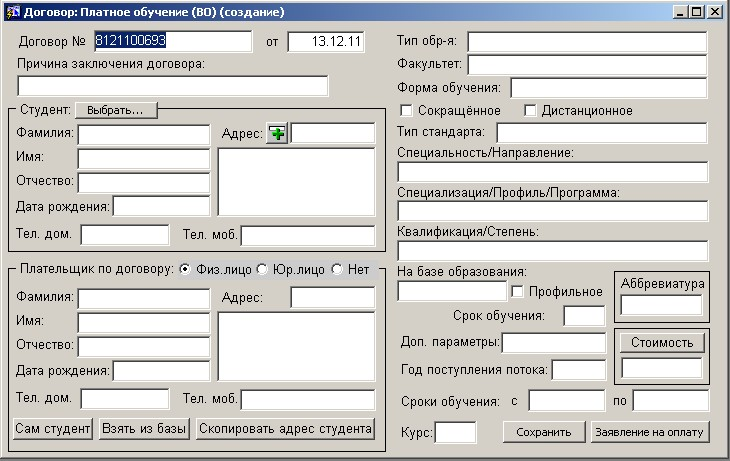 Договор: Платное обучение (ВО) (создание)
Договор № 8121100693 от 13.12.11
Причина заключения договора:
Студент: Выбрать...
Фамилия:
Адрес:
Имя:
Отчество:
Дата рождения:
Тел. дом.
Тел. моб.
Плательщик по договору: Физ.лицо Юр.лицо Нет
Фамилия:
Адрес:
Имя:
Отчество:
Дата рождения:
Тел. дом.
Тел. моб.
Сам студент Взять из базы Скопировать адрес студента
Тип обр-я:
Факультет:
Форма обучения:
Сокращённое Дистанционное
Тип стандарта:
Специальность/Направление:
Специализация/Профиль/Программа:
Квалификация/Степень:
На базе образования:
Профильное
Аббревиатура
Срок обучения:
Доп. параметры:
Стоимость
Год поступления потока:
Сроки обучения: с по
Курс:
Сохранить Заявление на оплату